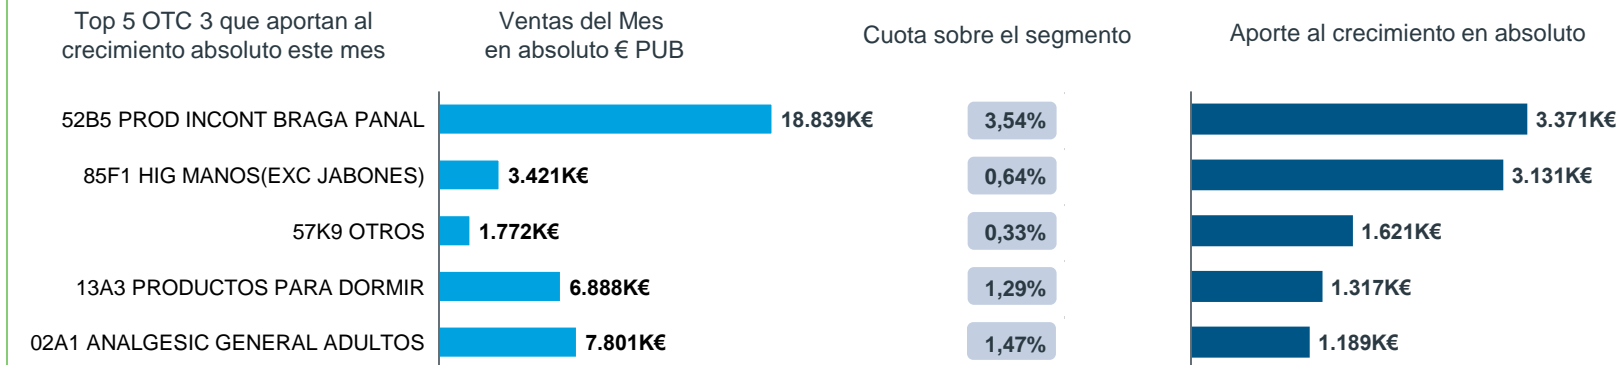 Top 5 OTC 3 que aportan al
crecimiento absoluto este mes
Ventas del Mes
en absoluto € PUB
Cuota sobre el segmento
Aporte al crecimiento en absoluto
52B5 PROD INCONT BRAGA PANAL 18.839K€ 3,54% 3.371K€
85F1 HIG MANOS(EXC JABONES) 3.421K€ 0,64% 3.131K€
57K9 OTROS 1.772K€ 0,33% 1.621K€
13A3 PRODUCTOS PARA DORMIR 6.888K€ 1,29% 1.317K€
02A1 ANALGESIC GENERAL ADULTOS 7.801K€ 1,47% 1.189K€